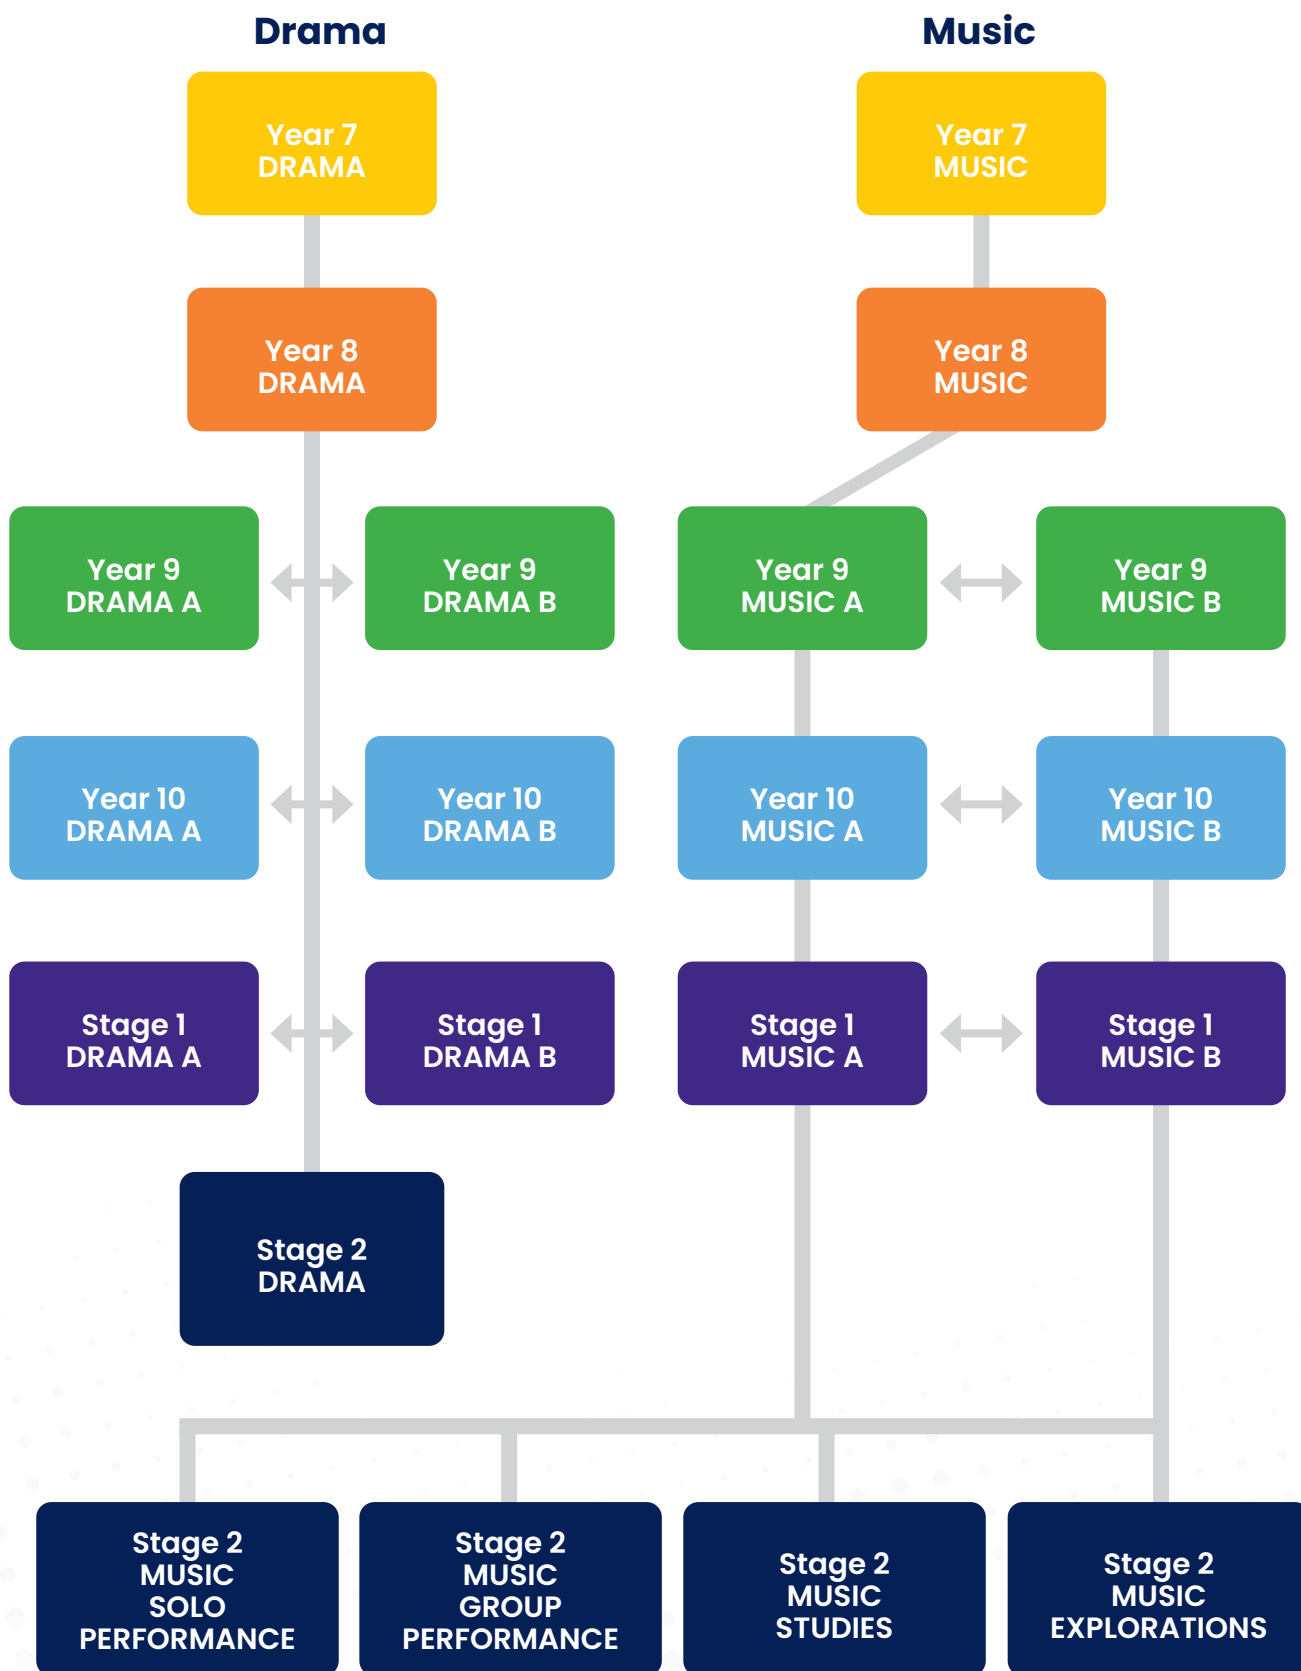 Drama
Music
Year 7
DRAMA
Year 7
MUSIC
Year 8
DRAMA
Year 8
MUSIC
Year 9
DRAMA A
Year 9
DRAMA B
Year 9
MUSIC A
Year 9
MUSIC B
Year 10
DRAMA A
Year 10
DRAMA B
Year 10
MUSIC A
Year 10
MUSIC B
Stage 1
DRAMA A
Stage 1
DRAMA B
Stage 1
MUSIC A
Stage 1
MUSIC B
Stage 2
DRAMA
Stage 2
MUSIC
SOLO
PERFORMANCE
Stage 2
MUSIC
GROUP
PERFORMANCE
Stage 2
MUSIC
STUDIES
Stage 2
MUSIC
EXPLORATIONS